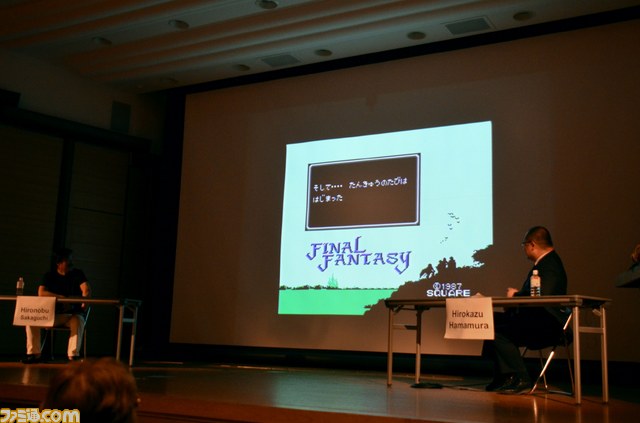 そして‥‥ たんきゅうのたびは
はじまった
FINAL
FANTASY
©1987
SQUARE
Hironobu
Sakaguchi
Hirokazu
Hamamura
ファミ通.com